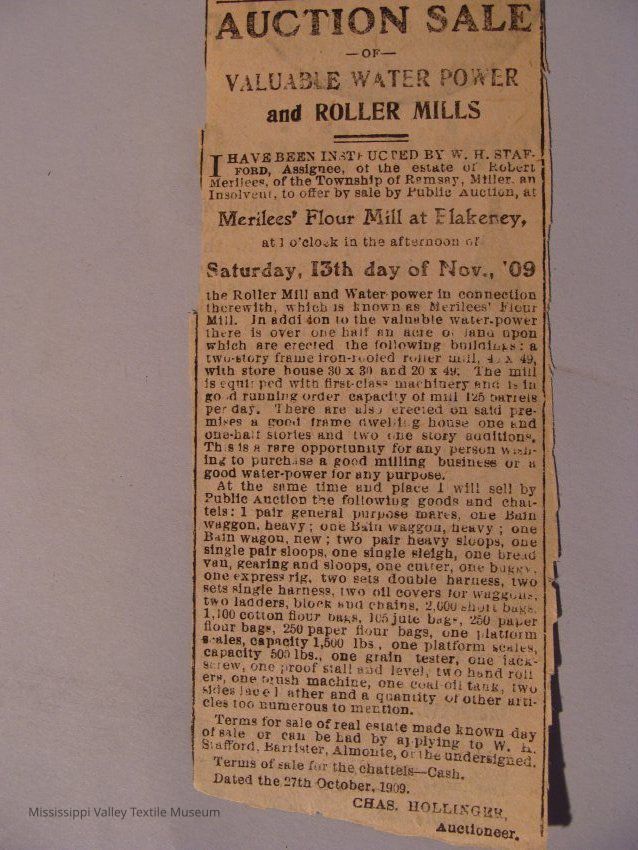 AUCTION SALE
—OF—
VALUABLE WATER POWER
and ROLLER MILLS
I HAVE BEEN INSTRUCTED BY W. H. STAF-
FORD, Assignee, of the estate of Robert
Merilees, of the Township of Ramsay, Miller, an
Insolvent, to offer by sale by Public Auction, at
Merilees' Flour Mill at Blakeney,
at 1 o'clock in the afternoon of
Saturday, 13th day of Nov., '09
the Roller Mill and Water-power in connection
therewith, which is known as Merilees' Flour
Mill. In addition to the valuable water-power
there is over one half an acre of land upon
which are erected the following buildings: a
two-story frame iron-roofed roller mill, x 49,
with store house 30 x 30 and 20 x 49. The mill
is equipped with first-class machinery and is in
good running order capacity of mill 125 barrels
per day. There are also erected on said pre-
mises a good frame dwelling house one and
one-half stories and two one story additions.
This is a rare opportunity for any person wish-
ing to purchase a good milling business or a
good water-power for any purpose.
At the same time and place I will sell by
Public Auction the following goods and chat-
tels: 1 pair general purpose mares, one Bain
waggon, heavy; one Bain waggon, heavy; one
Bain wagon, new; two pair heavy sloops, one
single pair sloops, one single sleigh, one bread
van, gearing and sloops, one cutter, one buggy,
one express rig, two sets double harness, two
sets single harness, two oil covers for waggons,
two ladders, block and chains, 2,000 short bags,
1,100 cotton flour bags, 105 jute bags, 250 paper
flour bags, 250 paper flour bags, one platform
scales, capacity 1,500 lbs., one platform scales,
capacity 500 lbs., one grain tester, one jack-
screw, one proof stall and level, two hand roll
ers, one brush machine, one coal oil tank, two
sides lace leather and a quantity of other arti-
cles too numerous to mention.
Terms for sale of real estate made known day
of sale or can be had by applying to W. H.
Stafford, Barrister, Almonte, or the undersigned.
Terms of sale for the chattels—Cash.
Dated the 27th October, 1909.
CHAS. HOLLINGER,
Auctioneer.
Mississippi Valley Textile Museum